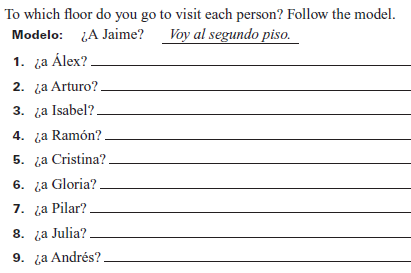 To which floor do you go to visit each person? Follow the model.
Modelo: ¿A Jaime? Voy al segundo piso.
1. ¿a Álex?
2. ¿a Arturo?
3. ¿a Isabel?
4. ¿a Ramón?
5. ¿a Cristina?
6. ¿a Gloria?
7. ¿a Pilar?
8. ¿a Julia?
9. ¿a Andrés?